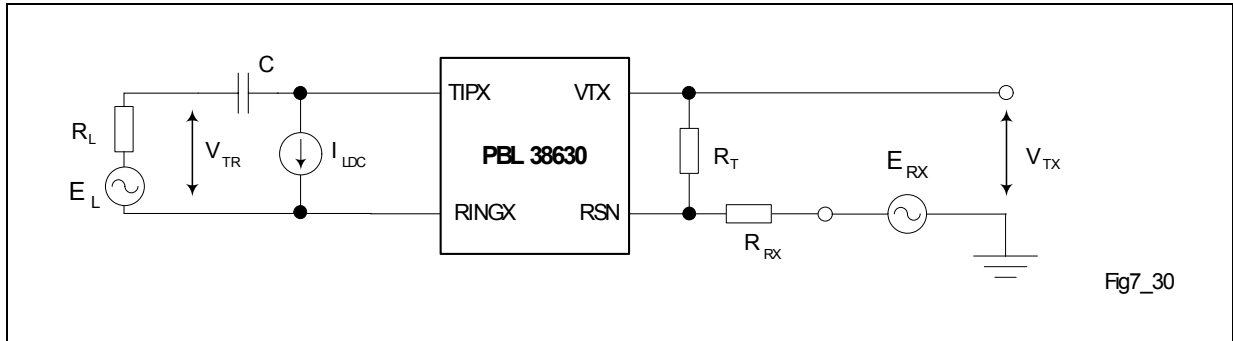 C
TIPX
VTX
R_L
V_TR
I_LDC
PBL 38630
R_T
E_RX
V_TX
E_L
RINGX
RSN
R_RX
Fig7_30